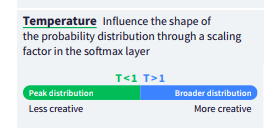 Temperature Influence the shape of
the probability distribution through a scaling
factor in the softmax layer
T<1 T>1
Peak distribution Broader distribution
Less creative More creative